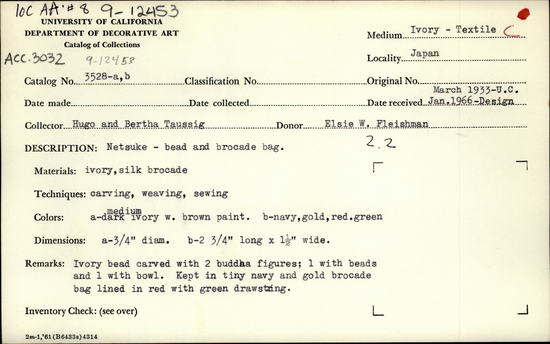 loc AA:#8 9-12453
UNIVERSITY OF CALIFORNIA
DEPARTMENT OF DECORATIVE ART
Catalog of Collections
Medium Ivory - Textile C
ACC. 3032 9-12458
Locality Japan
Catalog No. 3528-a,b Classification No. Original No.
March 1933-U.C.
Date made Date collected Date received Jan.1966-Design
Collector Hugo and Bertha Taussig Donor Elsie W. Fleishman
DESCRIPTION: Netsuke - bead and brocade bag. 2.2
Materials: ivory,silk brocade
Techniques: carving, weaving, sewing
medium
Colors: a-dark ivory w. brown paint. b-navy,gold,red.green
Dimensions: a-3/4" diam. b-2 3/4" long x 1½" wide.
Remarks: Ivory bead carved with 2 buddha figures; 1 with beads
and 1 with bowl. Kept in tiny navy and gold brocade
bag lined in red with green drawstring.
Inventory Check: (see over)
2m-1,'61(B6433s)4314